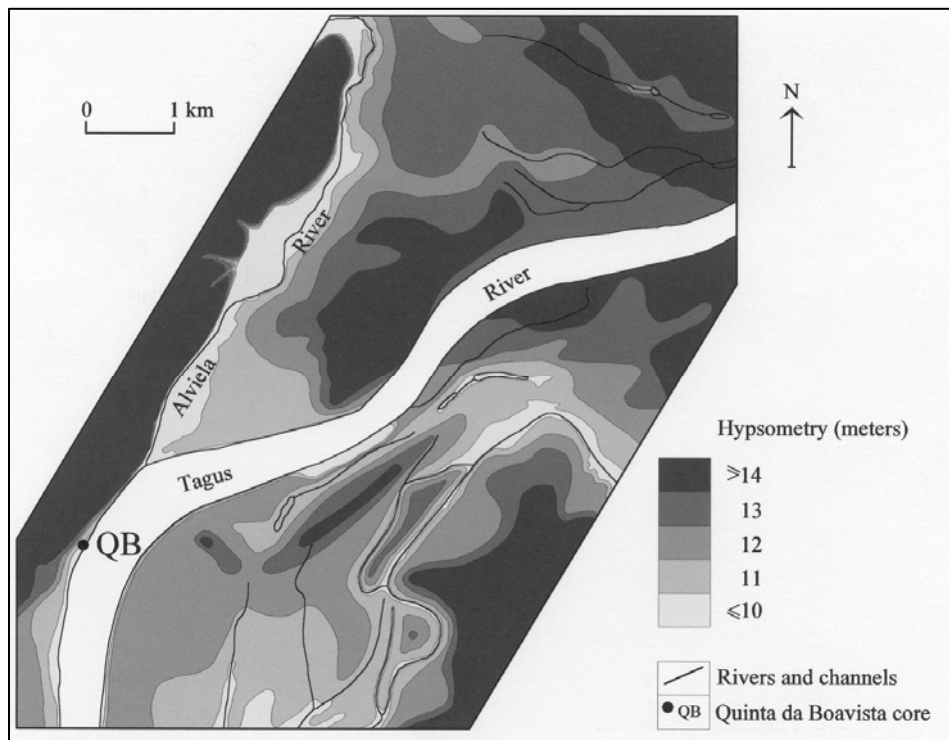 0 1 km
N
River
Alviela
River
Tagus
QB
Hypsometry (meters)
⩾14
13
12
11
⩽10
Rivers and channels
QB Quinta da Boavista core